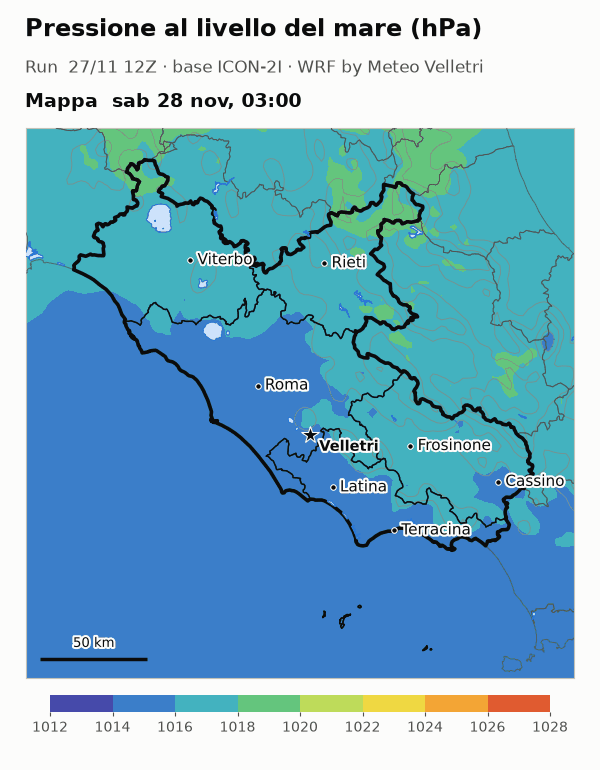 Pressione al livello del mare (hPa)
Run  27/11 12Z · base ICON-2I · WRF by Meteo Velletri
Mappa  sab 28 nov, 03:00
Viterbo
Rieti
Roma
Velletri
Frosinone
Latina
Cassino
Terracina
50 km
1012 1014 1016 1018 1020 1022 1024 1026 1028